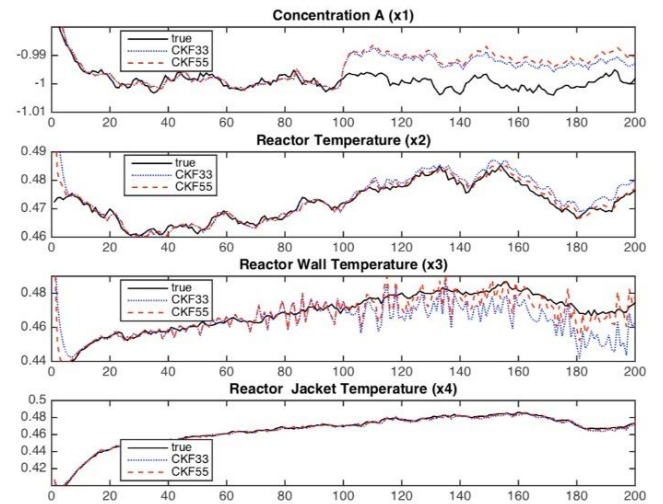 Concentration A (x1)
true
CKF33
CKF55
-0.99
-1
-1.01
0 20 40 60 80 100 120 140 160 180 200
Reactor Temperature (x2)
0.49
true
CKF33
CKF55
0.48
0.47
0.46
0 20 40 60 80 100 120 140 160 180 200
Reactor Wall Temperature (x3)
true
CKF33
CKF55
0.48
0.46
0.44
0 20 40 60 80 100 120 140 160 180 200
Reactor Jacket Temperature (x4)
0.5
0.48
0.46
0.44
0.42
true
CKF33
CKF55
0 20 40 60 80 100 120 140 160 180 200